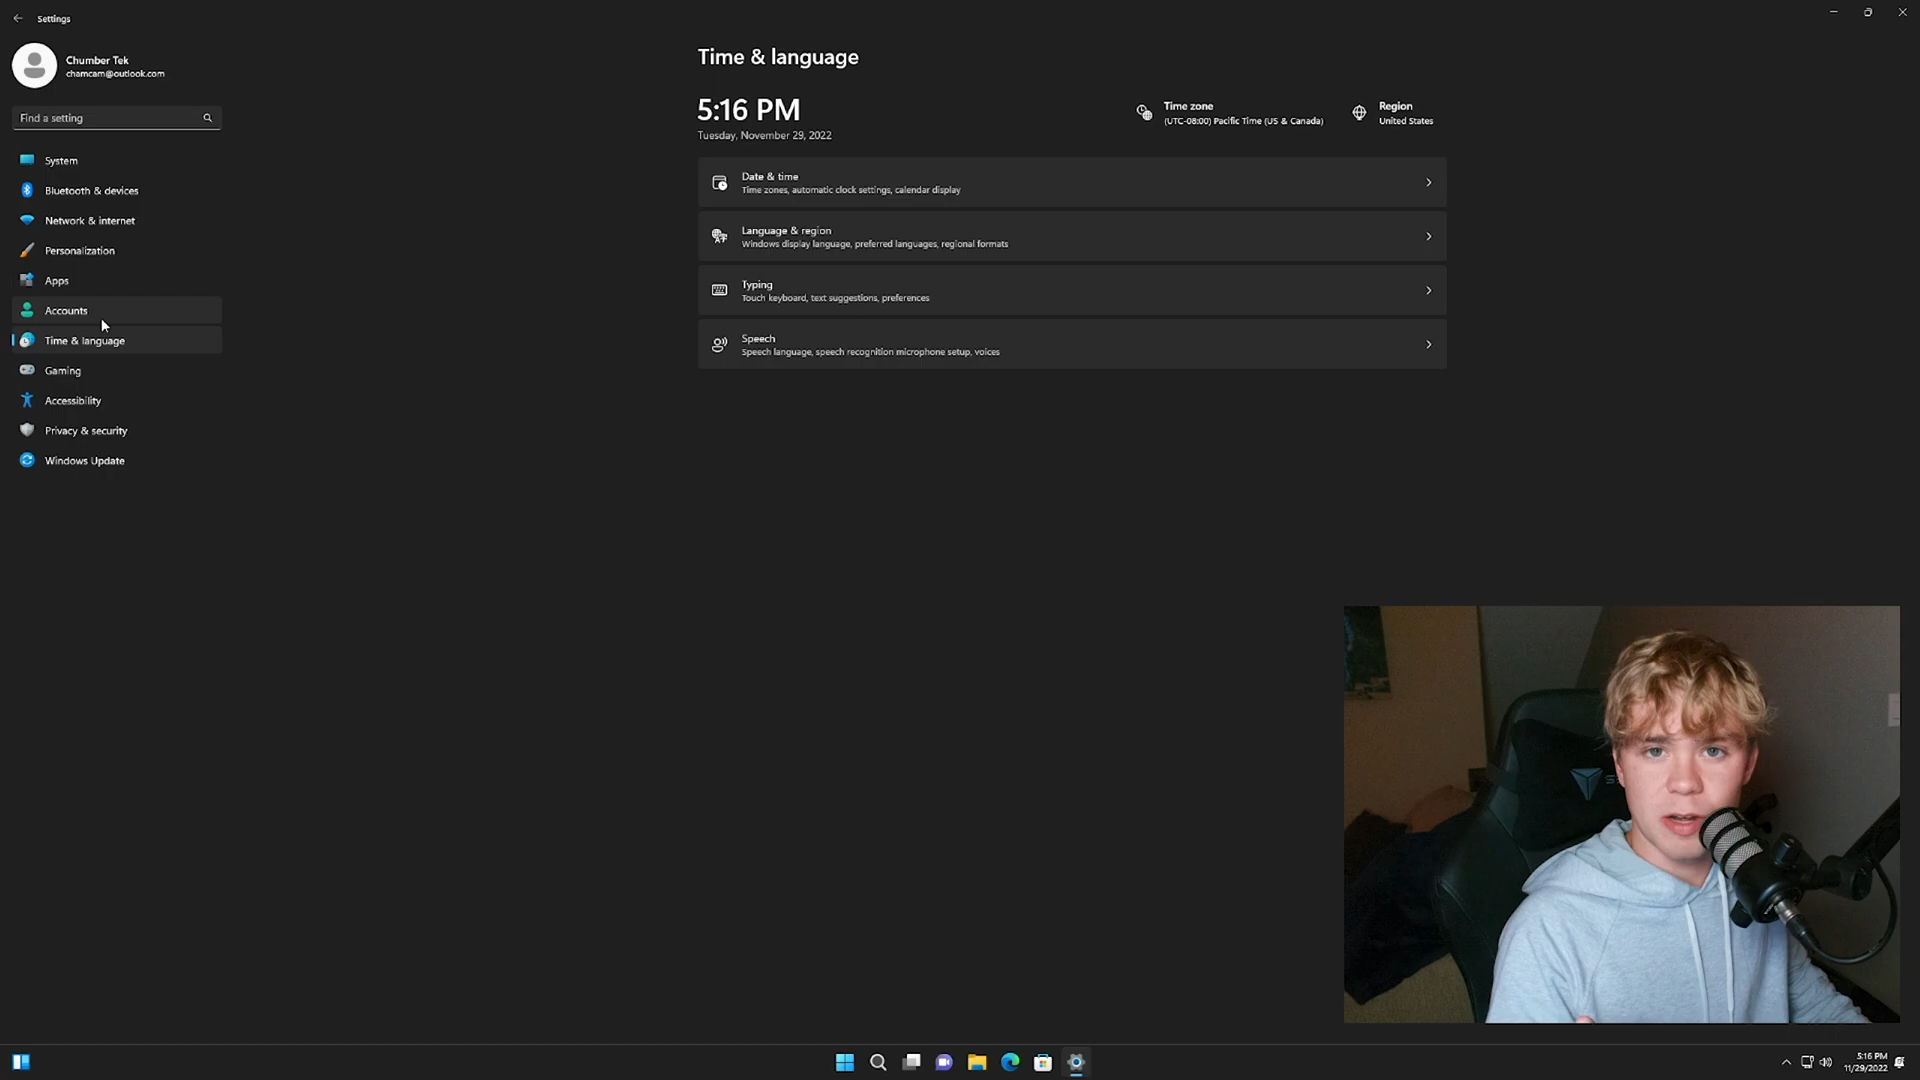 Settings
Chumber Tek
chamcam@outlook.com
Find a setting
System
Bluetooth & devices
Network & internet
Personalization
Apps
Accounts
Time & language
Gaming
Accessibility
Privacy & security
Windows Update
Time & language
5:16 PM
Tuesday, November 29, 2022
Time zone
(UTC-08:00) Pacific Time (US & Canada)
Region
United States
Date & time
Time zones, automatic clock settings, calendar display
Language & region
Windows display language, preferred languages, regional formats
Typing
Touch keyboard, text suggestions, preferences
Speech
Speech language, speech recognition microphone setup, voices
5:16 PM
11/29/2022